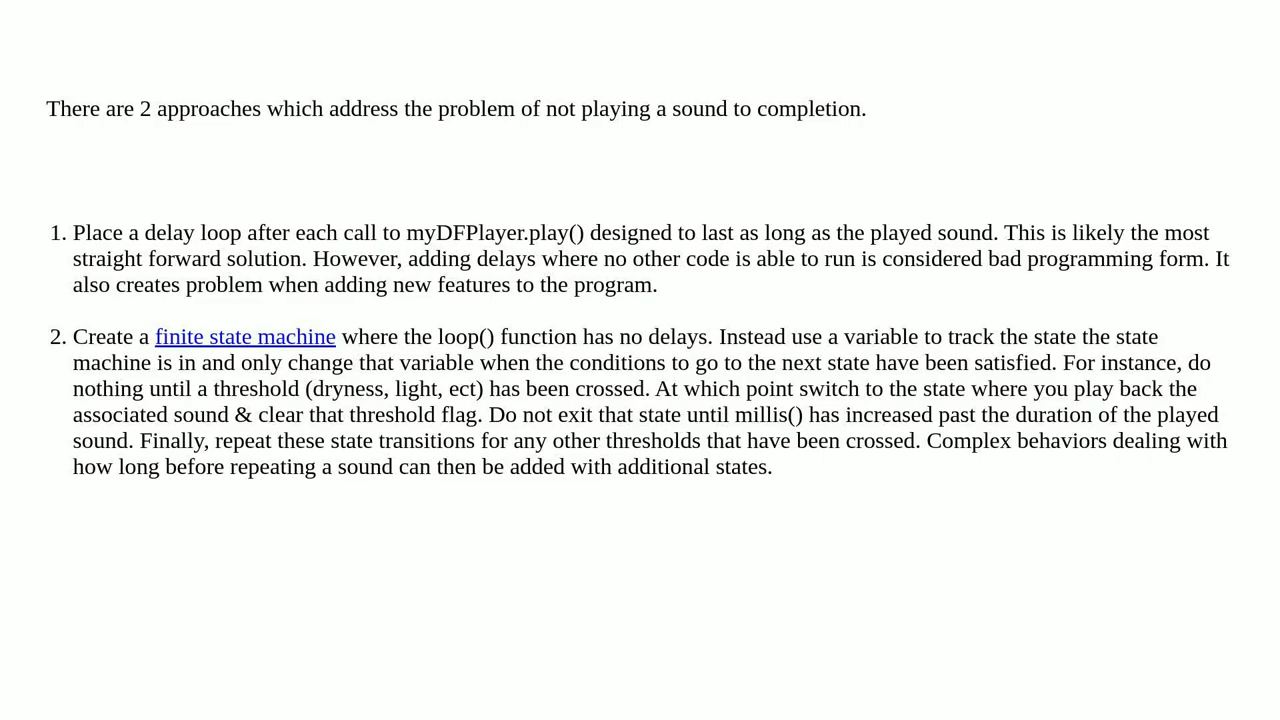 There are 2 approaches which address the problem of not playing a sound to completion.
1. Place a delay loop after each call to myDFPlayer.play() designed to last as long as the played sound. This is likely the most
straight forward solution. However, adding delays where no other code is able to run is considered bad programming form. It
also creates problem when adding new features to the program.
2. Create a finite state machine where the loop() function has no delays. Instead use a variable to track the state the state
machine is in and only change that variable when the conditions to go to the next state have been satisfied. For instance, do
nothing until a threshold (dryness, light, ect) has been crossed. At which point switch to the state where you play back the
associated sound & clear that threshold flag. Do not exit that state until millis() has increased past the duration of the played
sound. Finally, repeat these state transitions for any other thresholds that have been crossed. Complex behaviors dealing with
how long before repeating a sound can then be added with additional states.